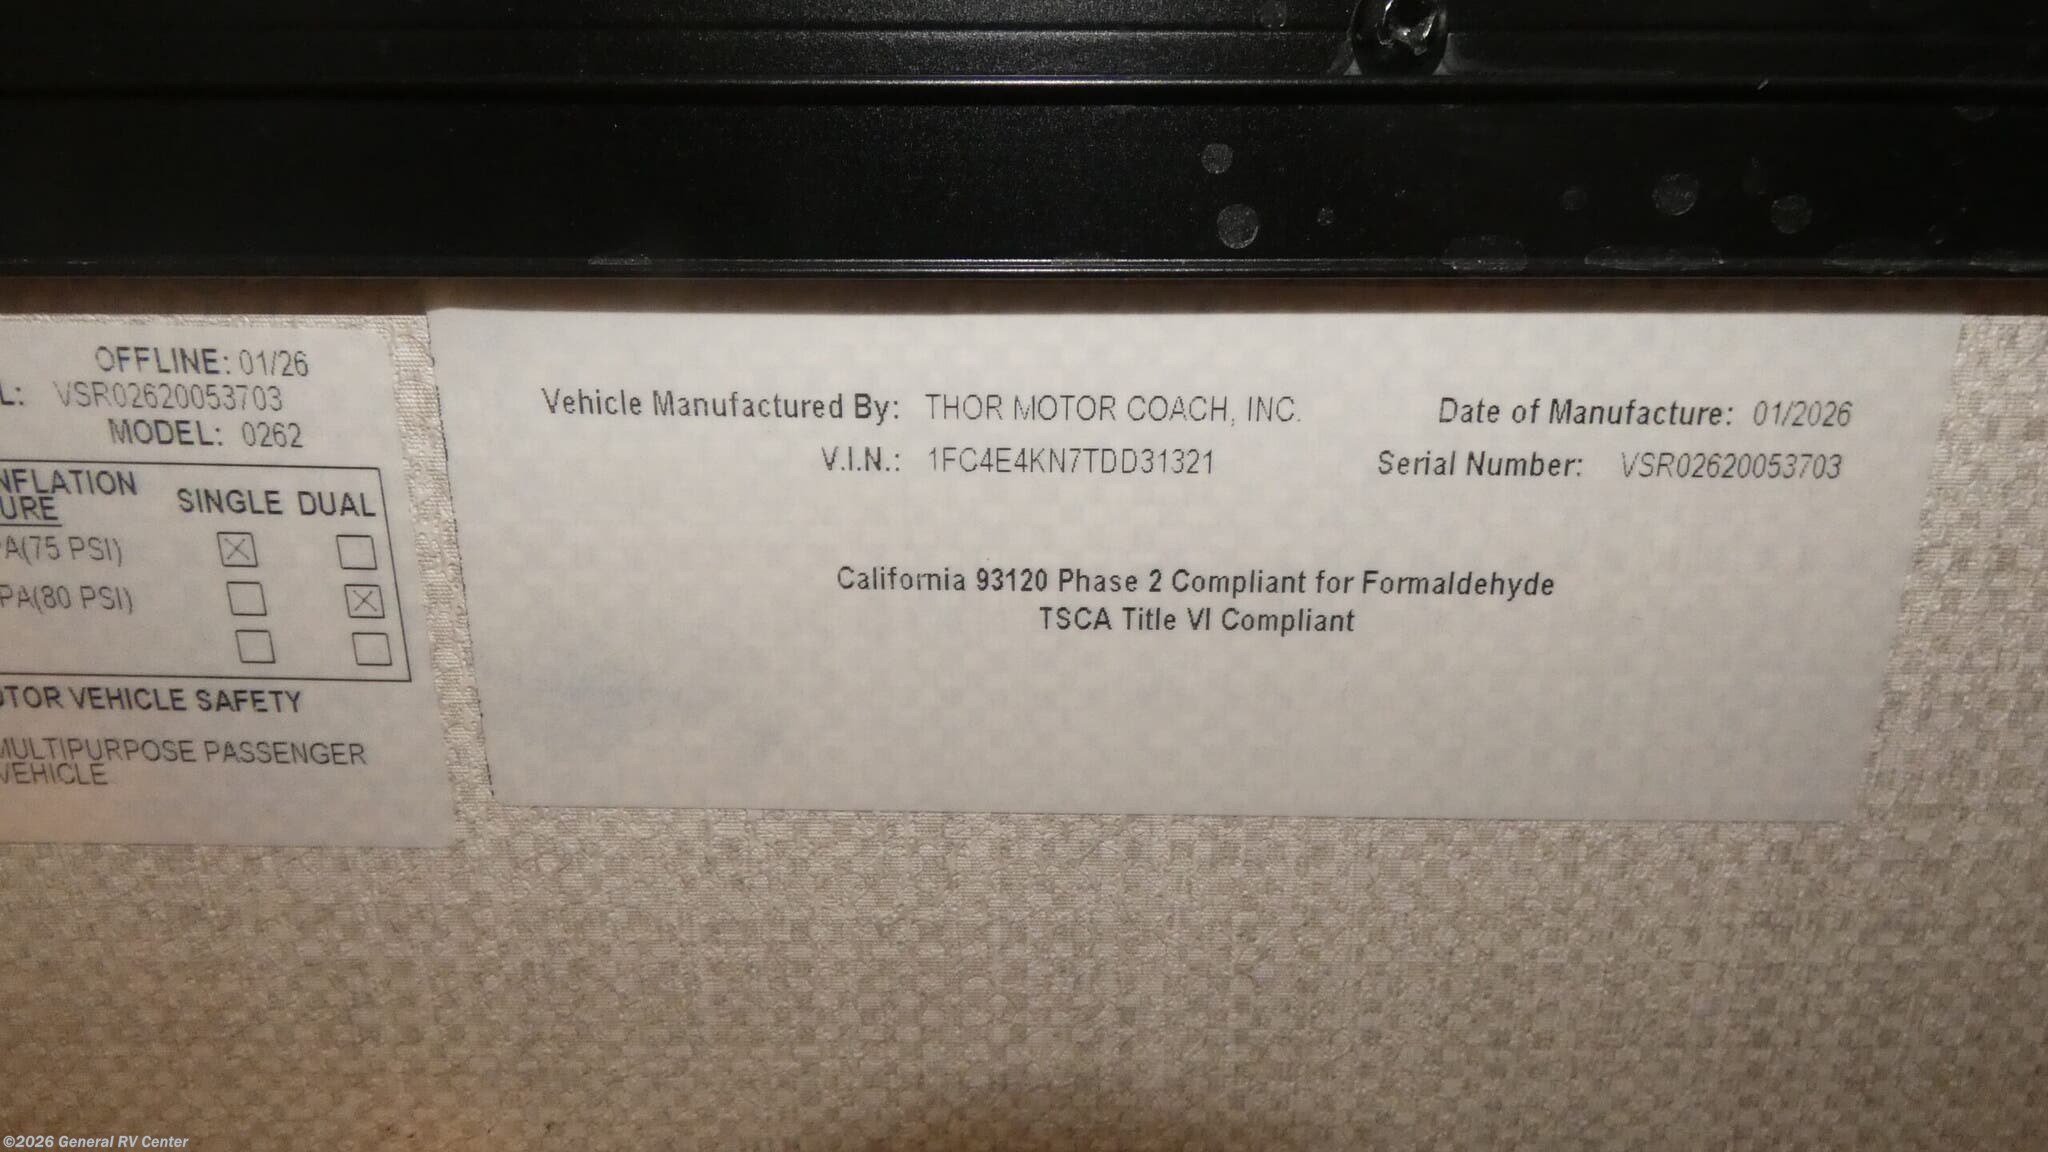 OFFLINE: 01/26
L: VSR02620053703
MODEL: 0262
NFLATION
URE
SINGLE DUAL
PA(75 PSI)
PA(80 PSI)
OTOR VEHICLE SAFETY
MULTIPURPOSE PASSENGER
VEHICLE
Vehicle Manufactured By: THOR MOTOR COACH, INC.
Date of Manufacture: 01/2026
V.I.N.: 1FC4E4KN7TDD31321
Serial Number: VSR02620053703
California 93120 Phase 2 Compliant for Formaldehyde
TSCA Title VI Compliant
©2026 General RV Center